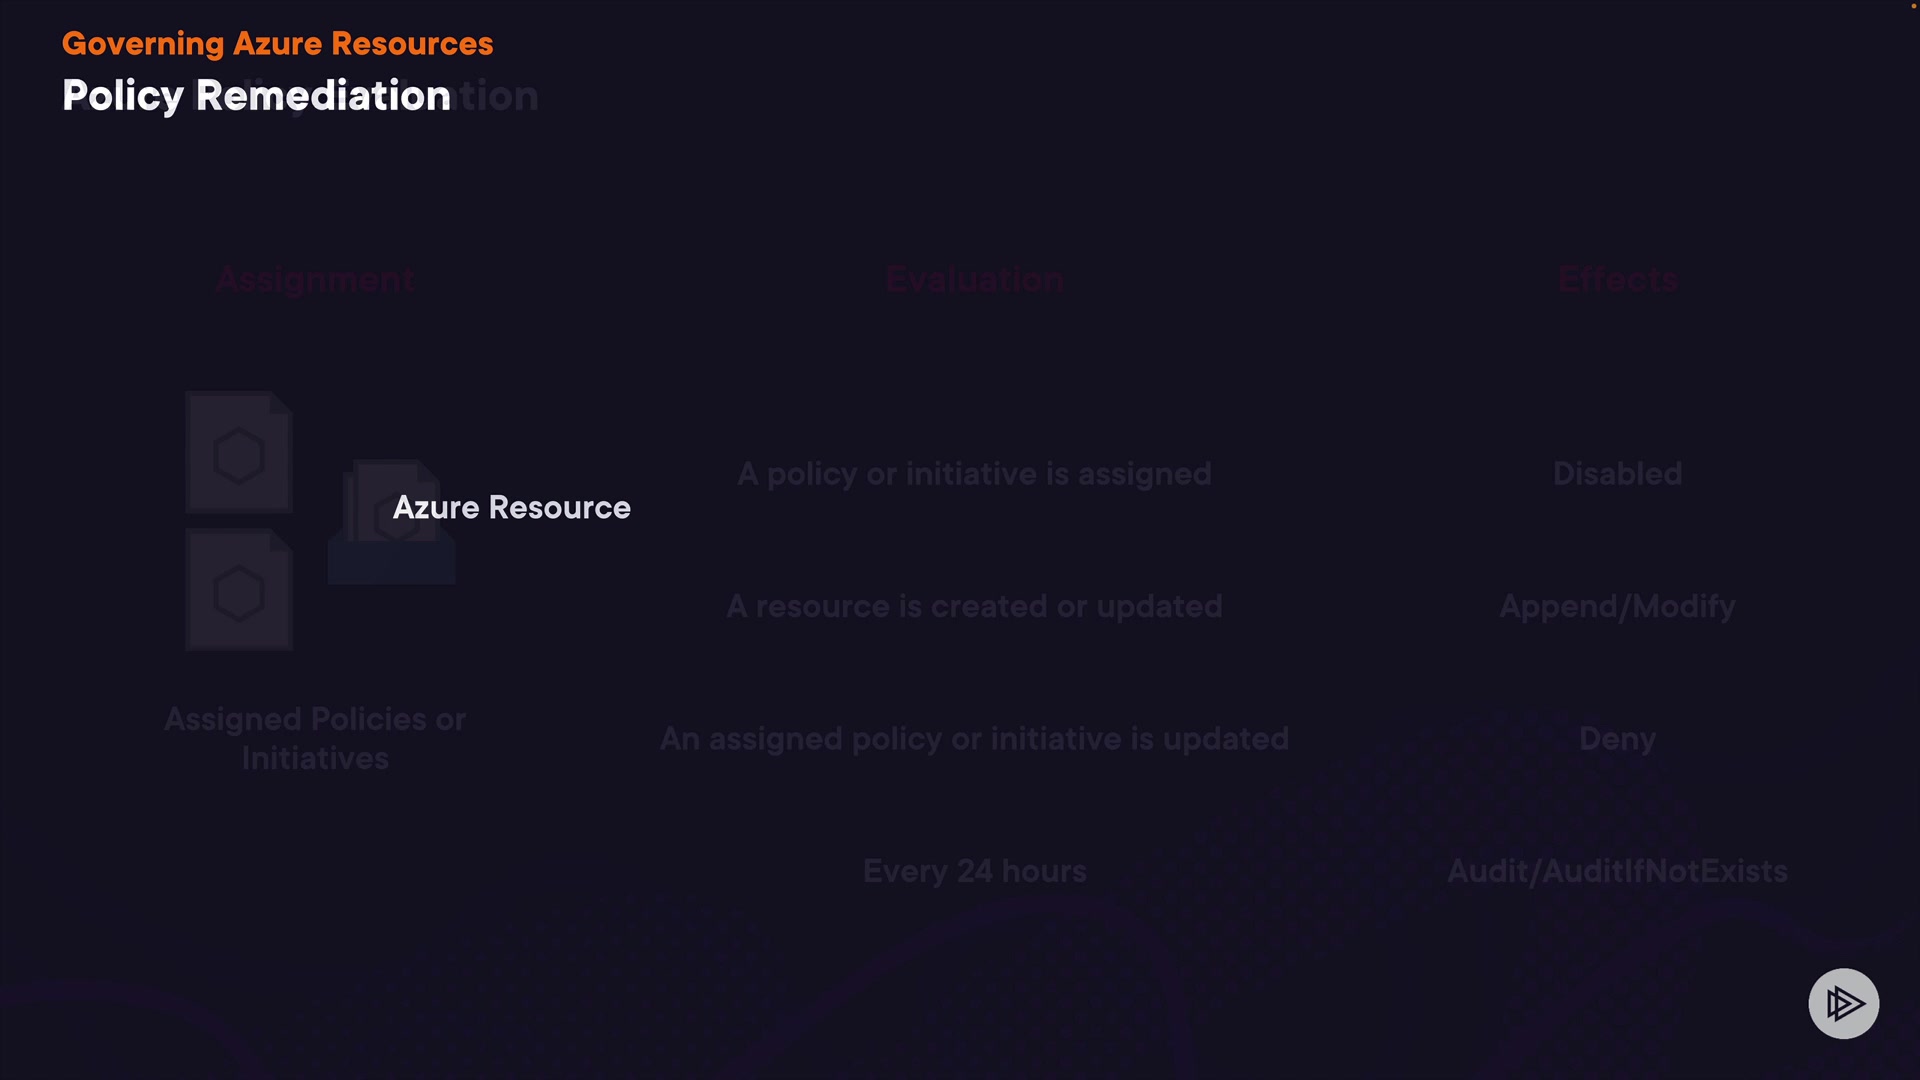 Governing Azure Resources
Policy Remediation
Assignment
Evaluation
Effects
A policy or initiative is assigned
Disabled
Azure Resource
A resource is created or updated
Append/Modify
Assigned Policies or
Initiatives
An assigned policy or initiative is updated
Deny
Every 24 hours
Audit/AuditIfNotExists